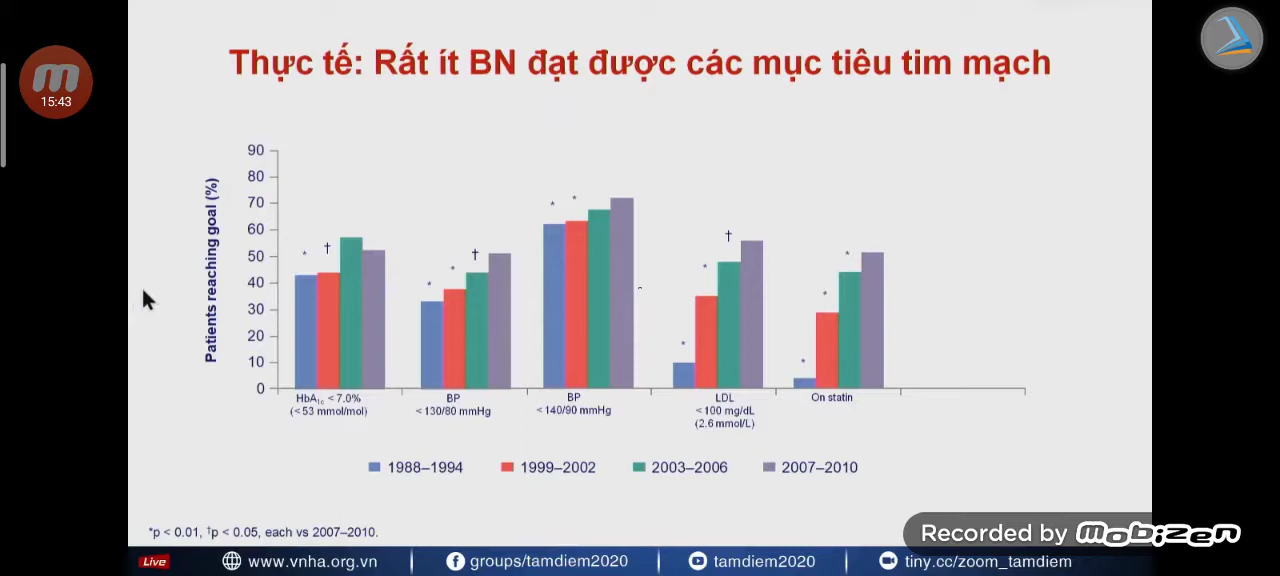 Thực tế: Rất ít BN đạt được các mục tiêu tim mạch
15:43
Patients reaching goal (%)
90
80
70
60
50
40
30
20
10
0
* † * * † * * * * † * * *
HbA1c < 7.0%
(< 53 mmol/mol)
BP
< 130/80 mmHg
BP
< 140/90 mmHg
LDL
< 100 mg/dL
(2.6 mmol/L)
On statin
1988–1994 1999–2002 2003–2006 2007–2010
*p < 0.01, †p < 0.05, each vs 2007–2010.
Recorded by mobizen
Live www.vnha.org.vn groups/tamdiem2020 tamdiem2020 tiny.cc/zoom_tamdiem